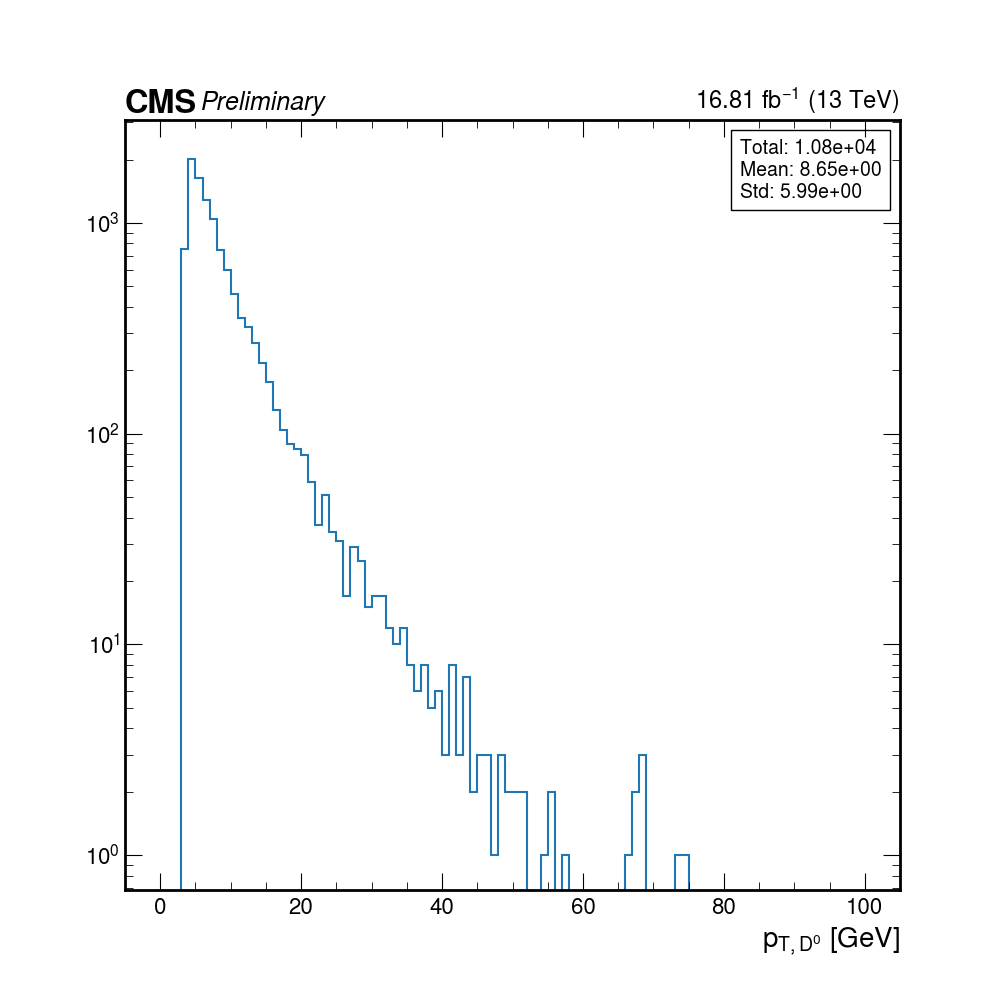 CMS Preliminary 16.81 fb⁻¹ (13 TeV)
Total: 1.08e+04
Mean: 8.65e+00
Std: 5.99e+00
10³
10²
10¹
10⁰
0 20 40 60 80 100
p_T, D⁰ [GeV]